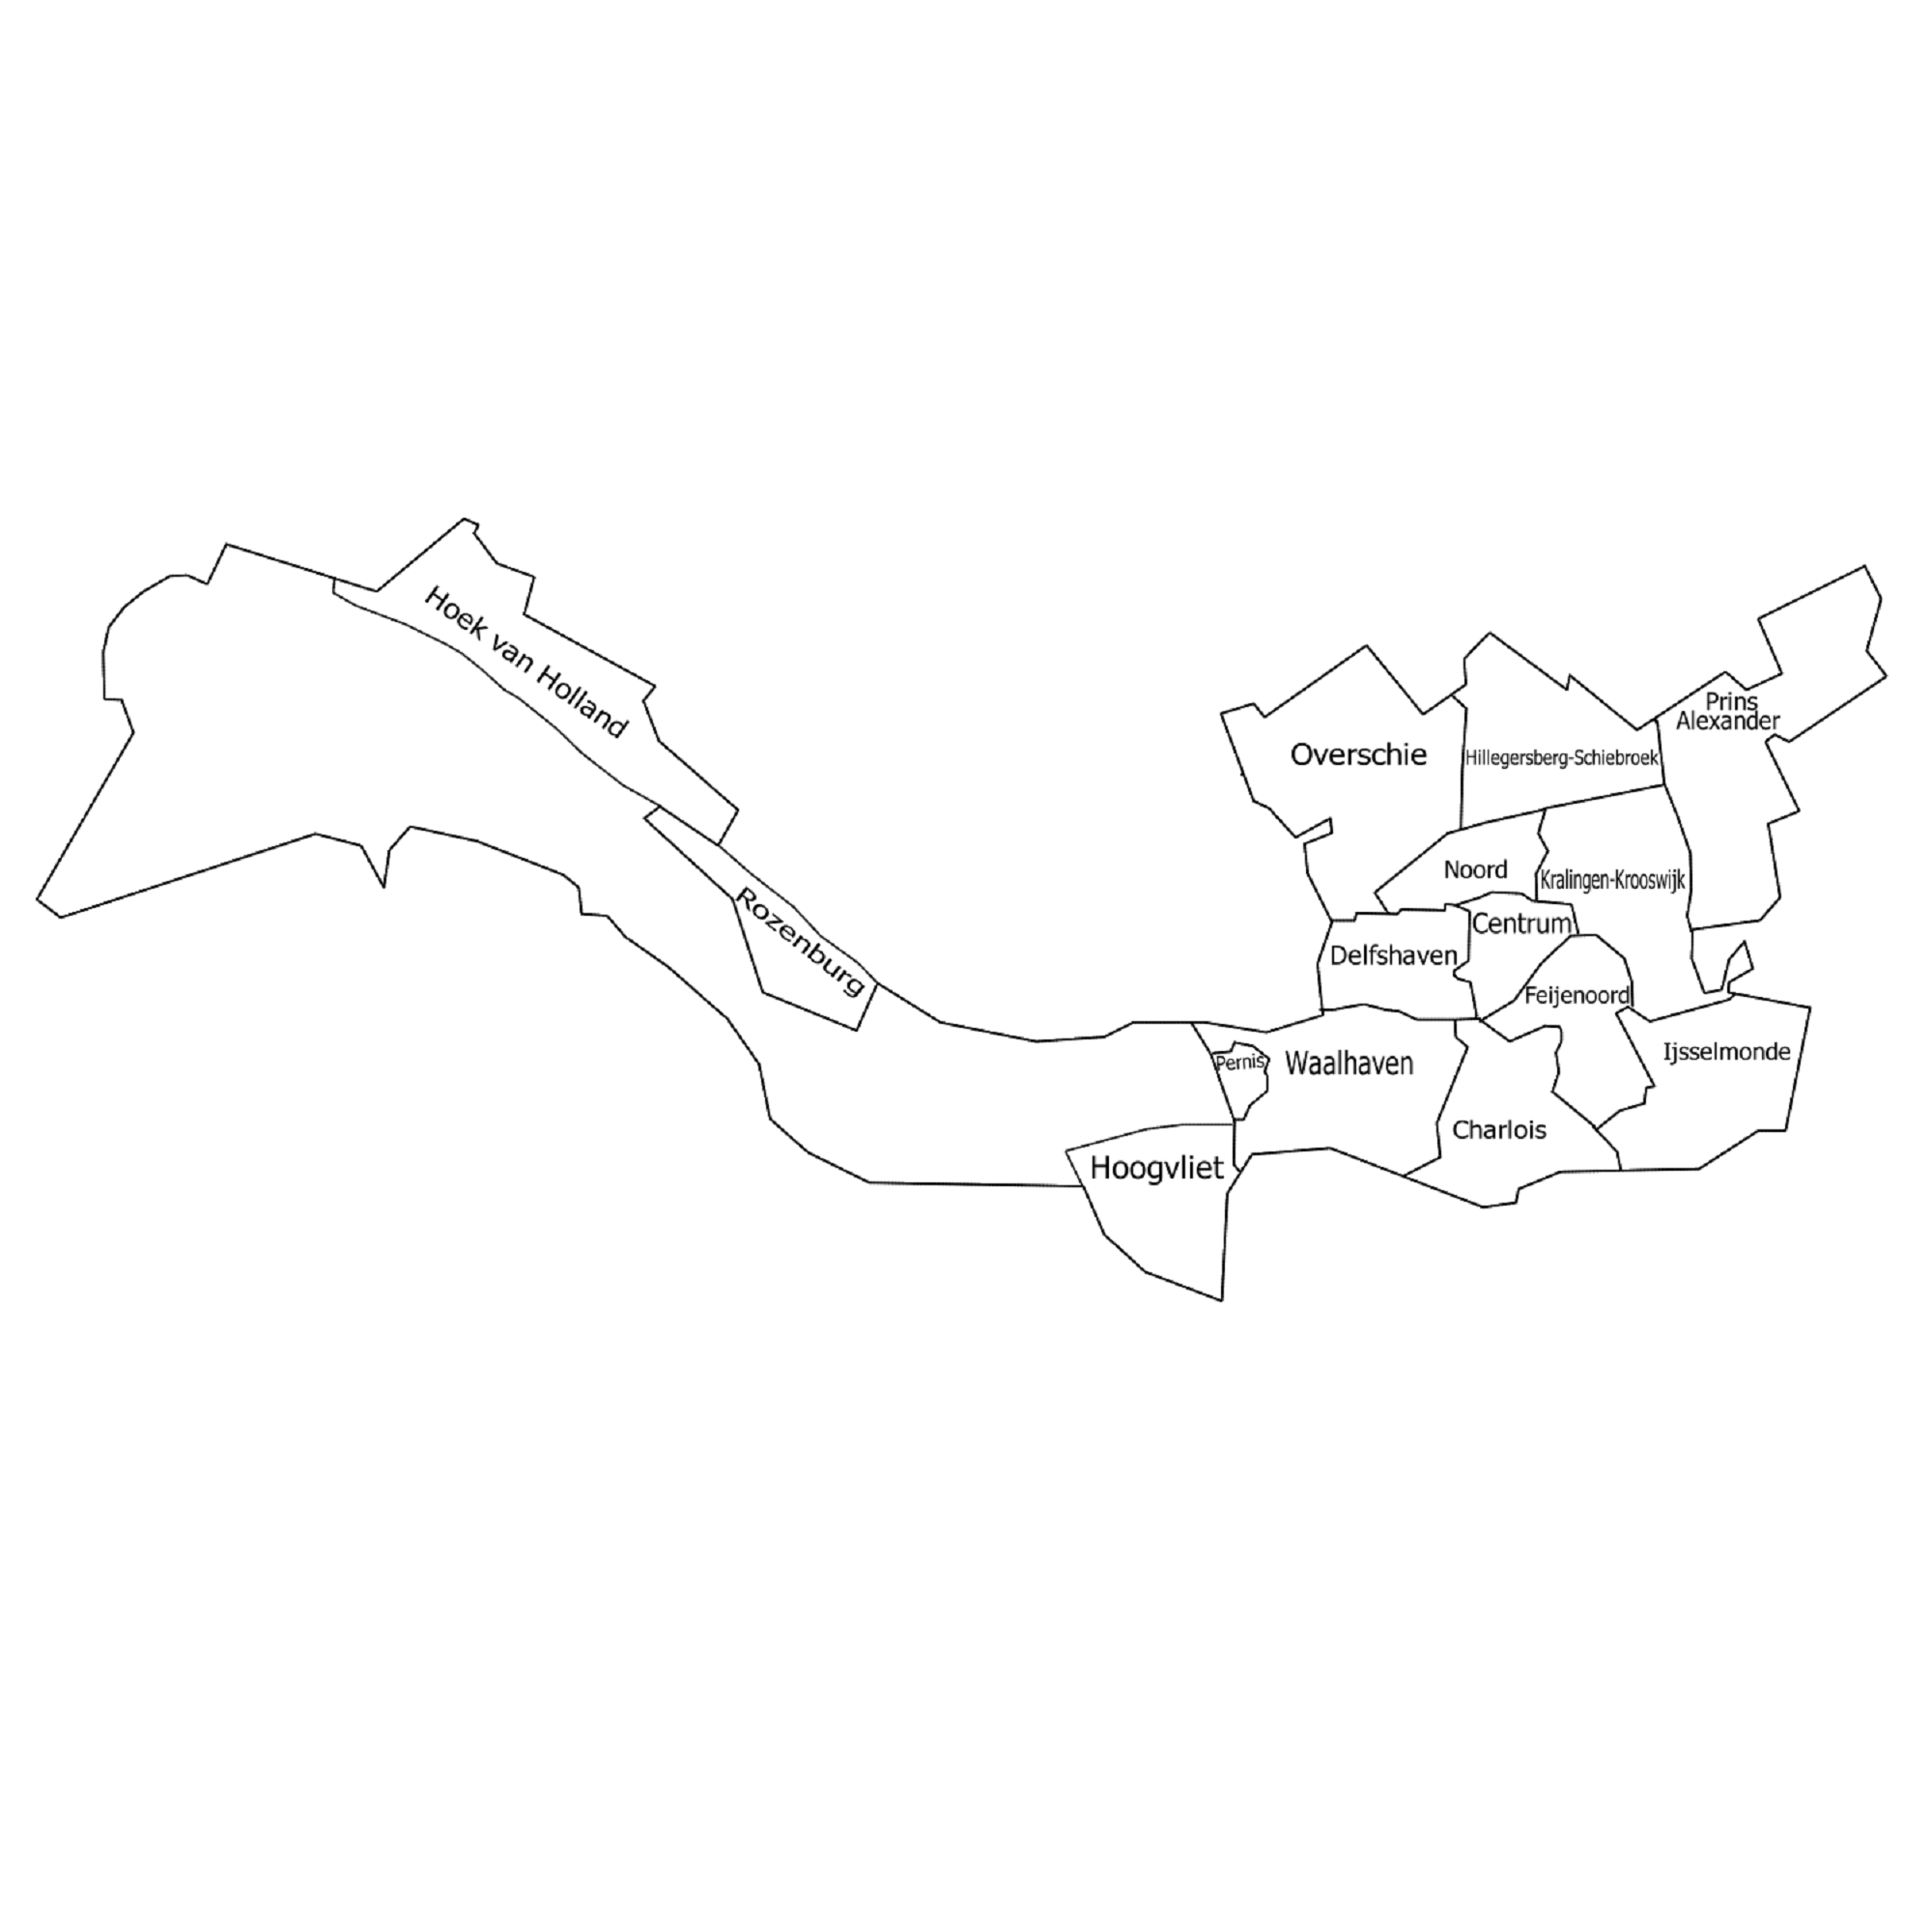 Hoek van Holland
Rozenburg
Overschie
Hillegersberg-Schiebroek
Prins
Alexander
Noord
Kralingen-Krooswijk
Centrum
Delfshaven
Feijenoord
Pernis
Waalhaven
Ijsselmonde
Charlois
Hoogvliet